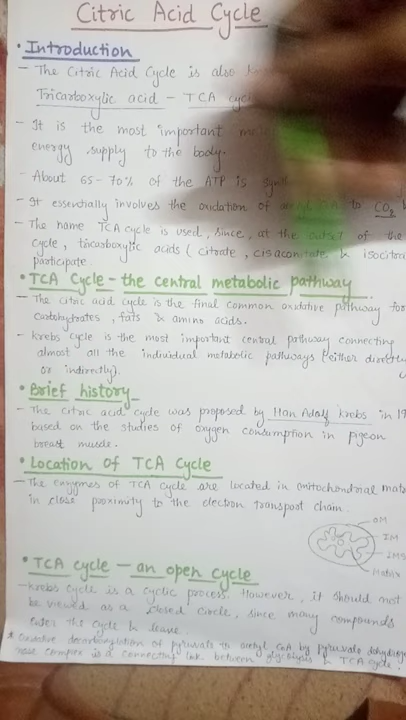 Citric Acid Cycle
• Introduction
- The Citric Acid Cycle is also
Tricarboxylic acid - TCA
- It is the most important
energy supply to the body.
- About 65-70% of the ATP is
- It essentially involves the oxidation of to CO2
- The name TCA cycle is used, since, at the outset of the
cycle, tricarboxylic acids (citrate, cisaconitate &
participate.
• TCA Cycle - the central metabolic pathway
- The citric acid cycle is the final common oxidative pathway for
carbohydrates, fats & amino acids.
- Krebs cycle is the most important central pathway connecting
almost all the individual metabolic pathways (either directly
or indirectly).
• Brief history
- The citric acid cycle was proposed by Han Adolf Krebs in 19
based on the studies of oxygen consumption in pigeon
breast muscle.
• Location of TCA cycle
- The enzymes of TCA cycle are located in mitochondrial
in close proximity to the electron transport chain.
OM
IM
IMS
Matrix
• TCA cycle - an open cycle
- Krebs cycle is a cyclic process. However, it should not
be viewed as a closed circle, since many compounds
enter the cycle & leave.
* Oxidative decarboxylation of pyruvate to acetyl CoA by pyruvate
complex is a connecting link between glycolysis & TCA cycle.